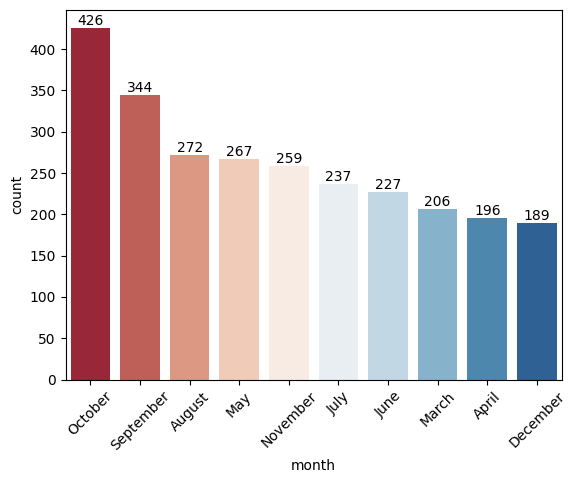 426
344
272
267
259
237
227
206
196
189
400
350
300
250
200
150
100
50
0
count
October
September
August
May
November
July
June
March
April
December
month